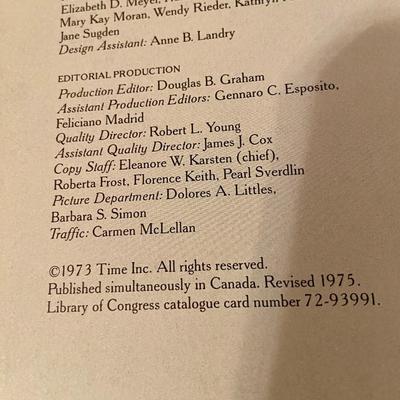 Elizabeth D. Meyer,
Mary Kay Moran, Wendy Rieder,
Jane Sugden
Design Assistant: Anne B. Landry
EDITORIAL PRODUCTION
Production Editor: Douglas B. Graham
Assistant Production Editors: Gennaro C. Esposito,
Feliciano Madrid
Quality Director: Robert L. Young
Assistant Quality Director: James J. Cox
Copy Staff: Eleanore W. Karsten (chief),
Roberta Frost, Florence Keith, Pearl Sverdlin
Picture Department: Dolores A. Littles,
Barbara S. Simon
Traffic: Carmen McLellan
©1973 Time Inc. All rights reserved.
Published simultaneously in Canada. Revised 1975.
Library of Congress catalogue card number 72-93991.